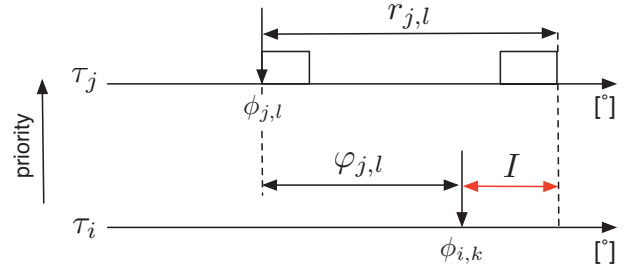 r_{j,l}
τ_j
ϕ_{j,l}
[°]
priority
φ_{j,l}
I
τ_i
ϕ_{i,k}
[°]